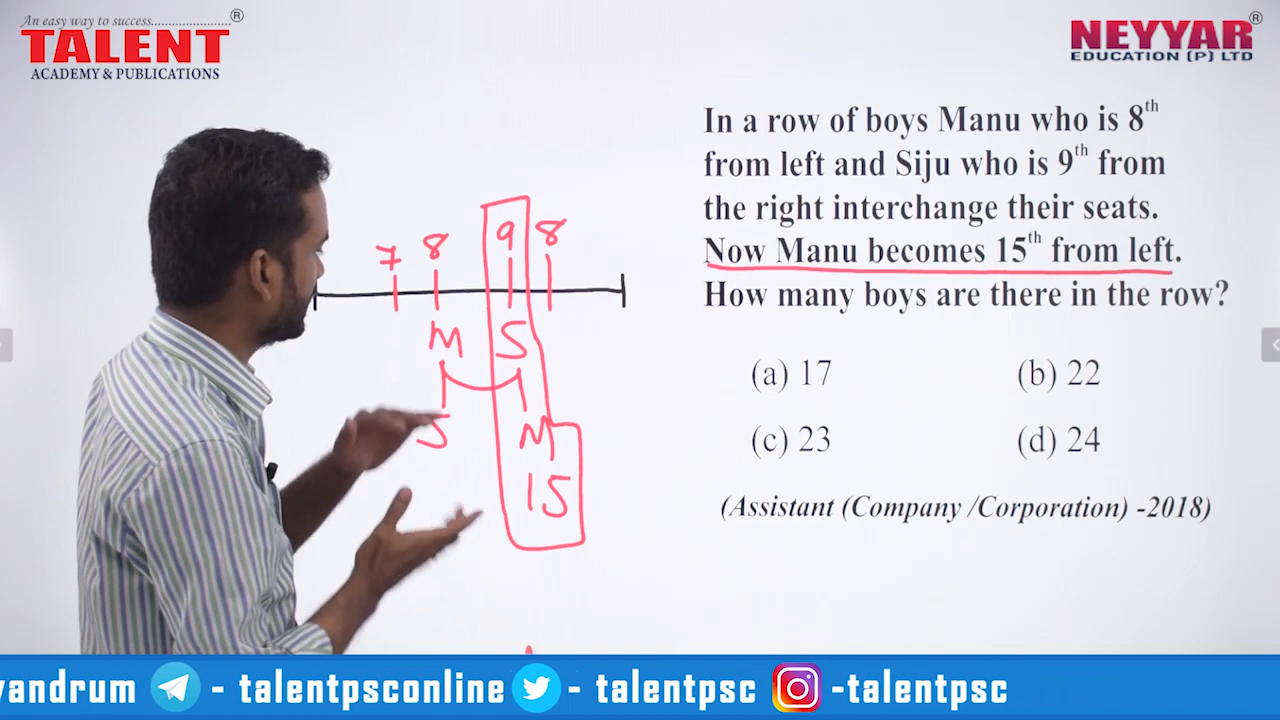 An easy way to success........................®
TALENT
ACADEMY & PUBLICATIONS
NEYYAR®
EDUCATION (P) LTD
In a row of boys Manu who is 8th
from left and Siju who is 9th from
the right interchange their seats.
Now Manu becomes 15th from left.
How many boys are there in the row?
(a) 17 (b) 22
(c) 23 (d) 24
(Assistant (Company /Corporation) -2018)
7 8 9 8
M S
S M
15
vandrum - talentpsconline - talentpsc -talentpsc